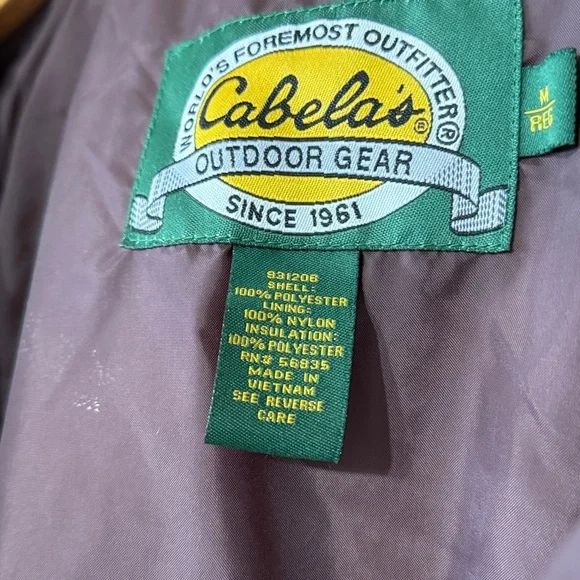 WORLD'S FOREMOST OUTFITTER®
Cabela's®
OUTDOOR GEAR
SINCE 1961
M
REG
931206
SHELL:
100% POLYESTER
LINING:
100% NYLON
INSULATION:
100% POLYESTER
RN# 56835
MADE IN
VIETNAM
SEE REVERSE
CARE